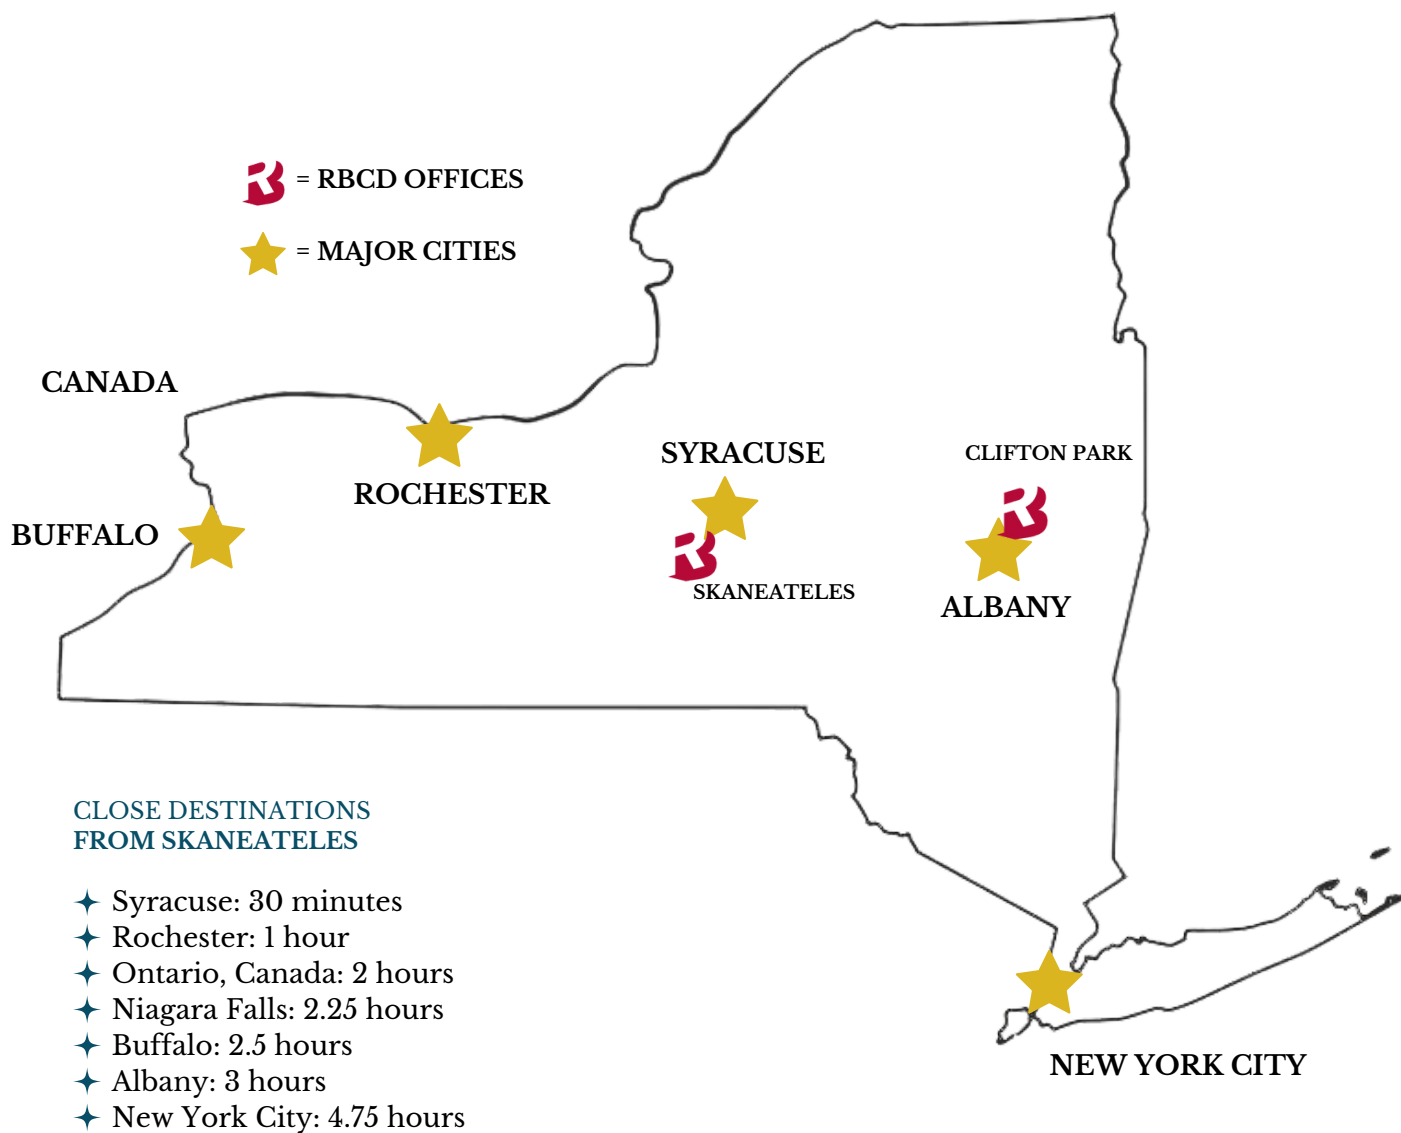 = RBCD OFFICES
= MAJOR CITIES
CANADA
SYRACUSE
CLIFTON PARK
ROCHESTER
BUFFALO
SKANEATELES
ALBANY
CLOSE DESTINATIONS
FROM SKANEATELES
Syracuse: 30 minutes
Rochester: 1 hour
Ontario, Canada: 2 hours
Niagara Falls: 2.25 hours
Buffalo: 2.5 hours
Albany: 3 hours
New York City: 4.75 hours
NEW YORK CITY